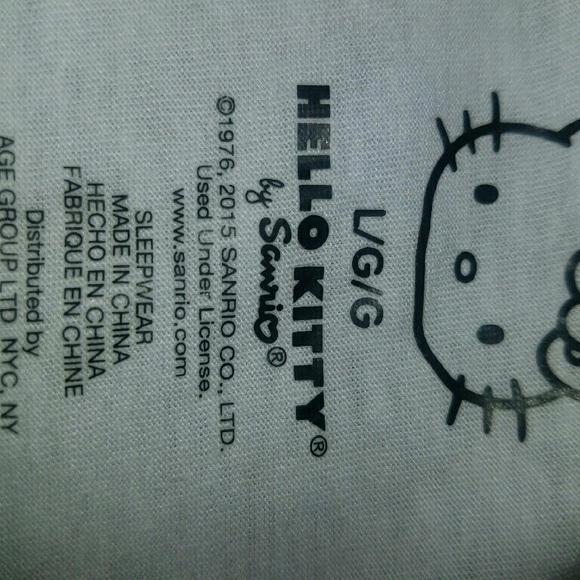 L/G/G
HELLO KITTY®
by Sanrio®
©1976, 2015 SANRIO CO., LTD.
Used Under License.
www.sanrio.com
SLEEPWEAR
MADE IN CHINA
HECHO EN CHINA
FABRIQUE EN CHINE
Distributed by
AGE GROUP LTD. NYC, NY